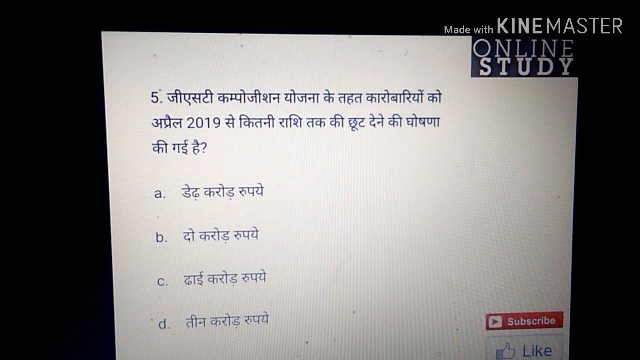 Made with KINEMASTER
ONLINE
STUDY
5. जीएसटी कम्पोजीशन योजना के तहत कारोबारियों को
अप्रैल 2019 से कितनी राशि तक की छूट देने की घोषणा
की गई है?
a. डेढ़ करोड़ रुपये
b. दो करोड़ रुपये
c. ढाई करोड़ रुपये
d. तीन करोड़ रुपये
Subscribe
Like